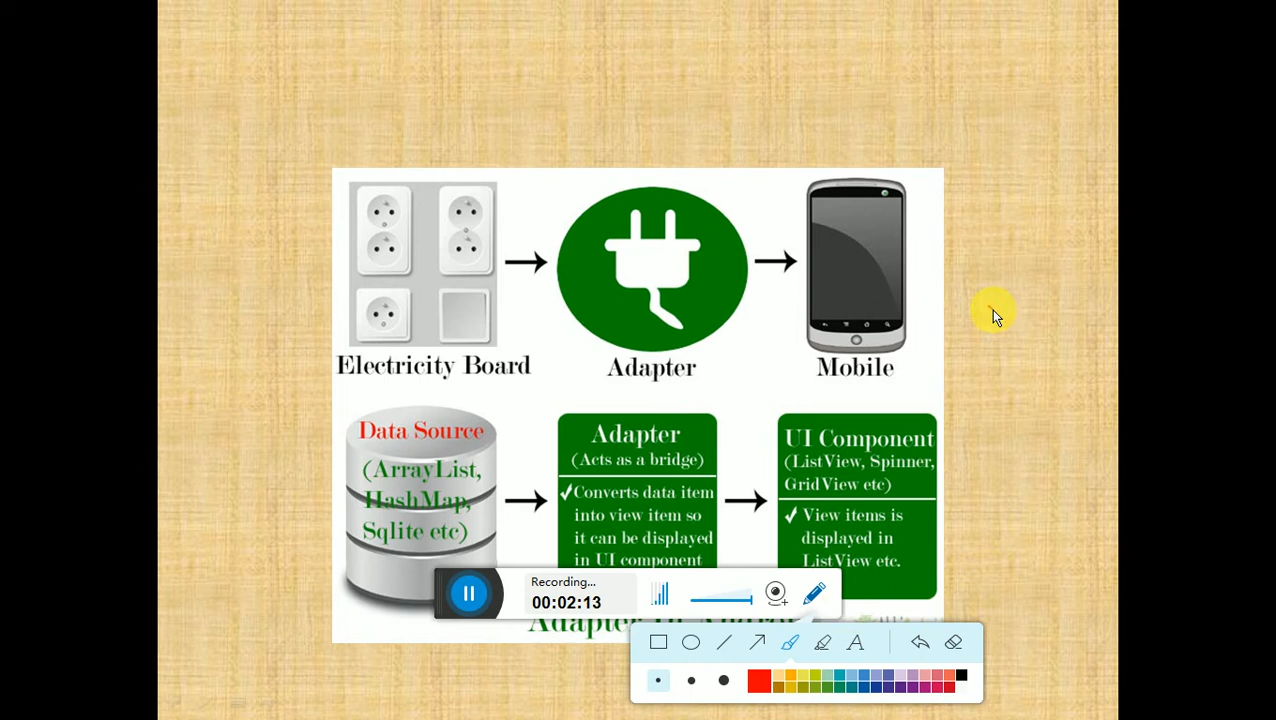 Electricity Board
Adapter
Mobile
Data Source
(ArrayList,
HashMap,
Sqlite etc)
Adapter
(Acts as a bridge)
✓Converts data item
into view item so
it can be displayed
in UI component
UI Component
(ListView, Spinner,
GridView etc)
✓ View items is
displayed in
ListView etc.
Recording...
00:02:13
A